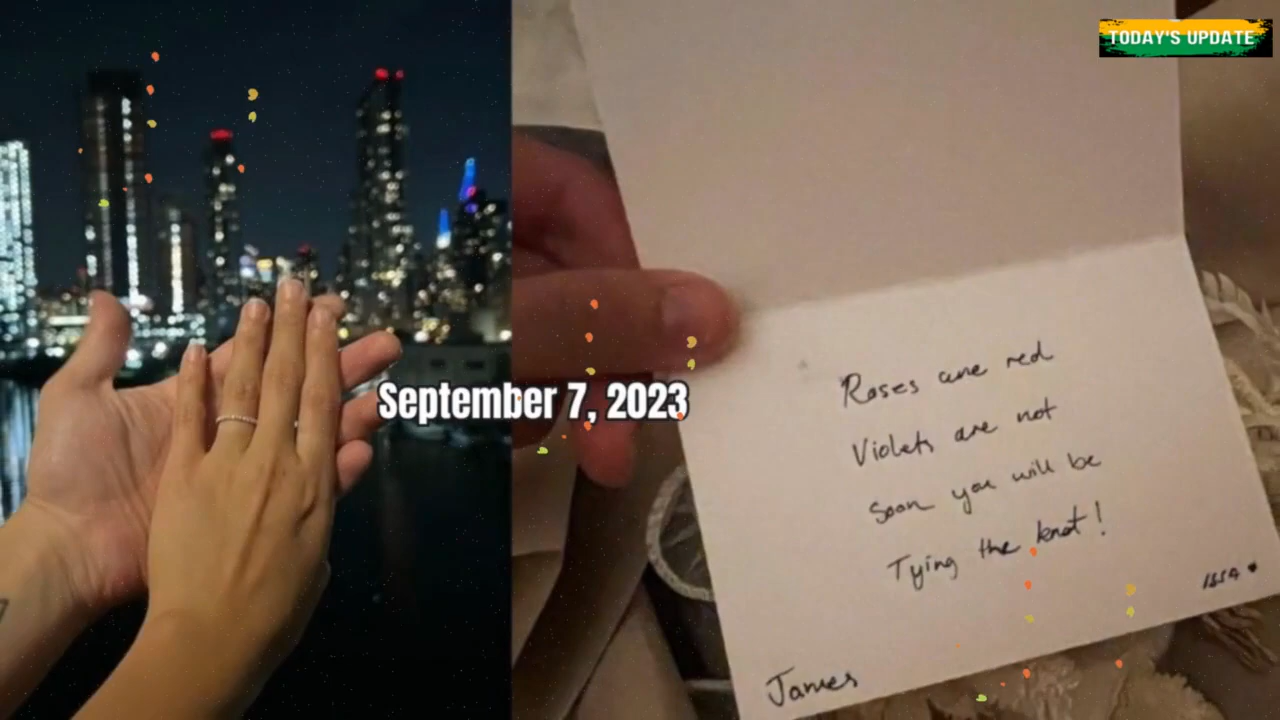 TODAY'S UPDATE
September 7, 2023
Roses are red
Violets are not
Soon you will be
Tying the knot!
ISSA
James